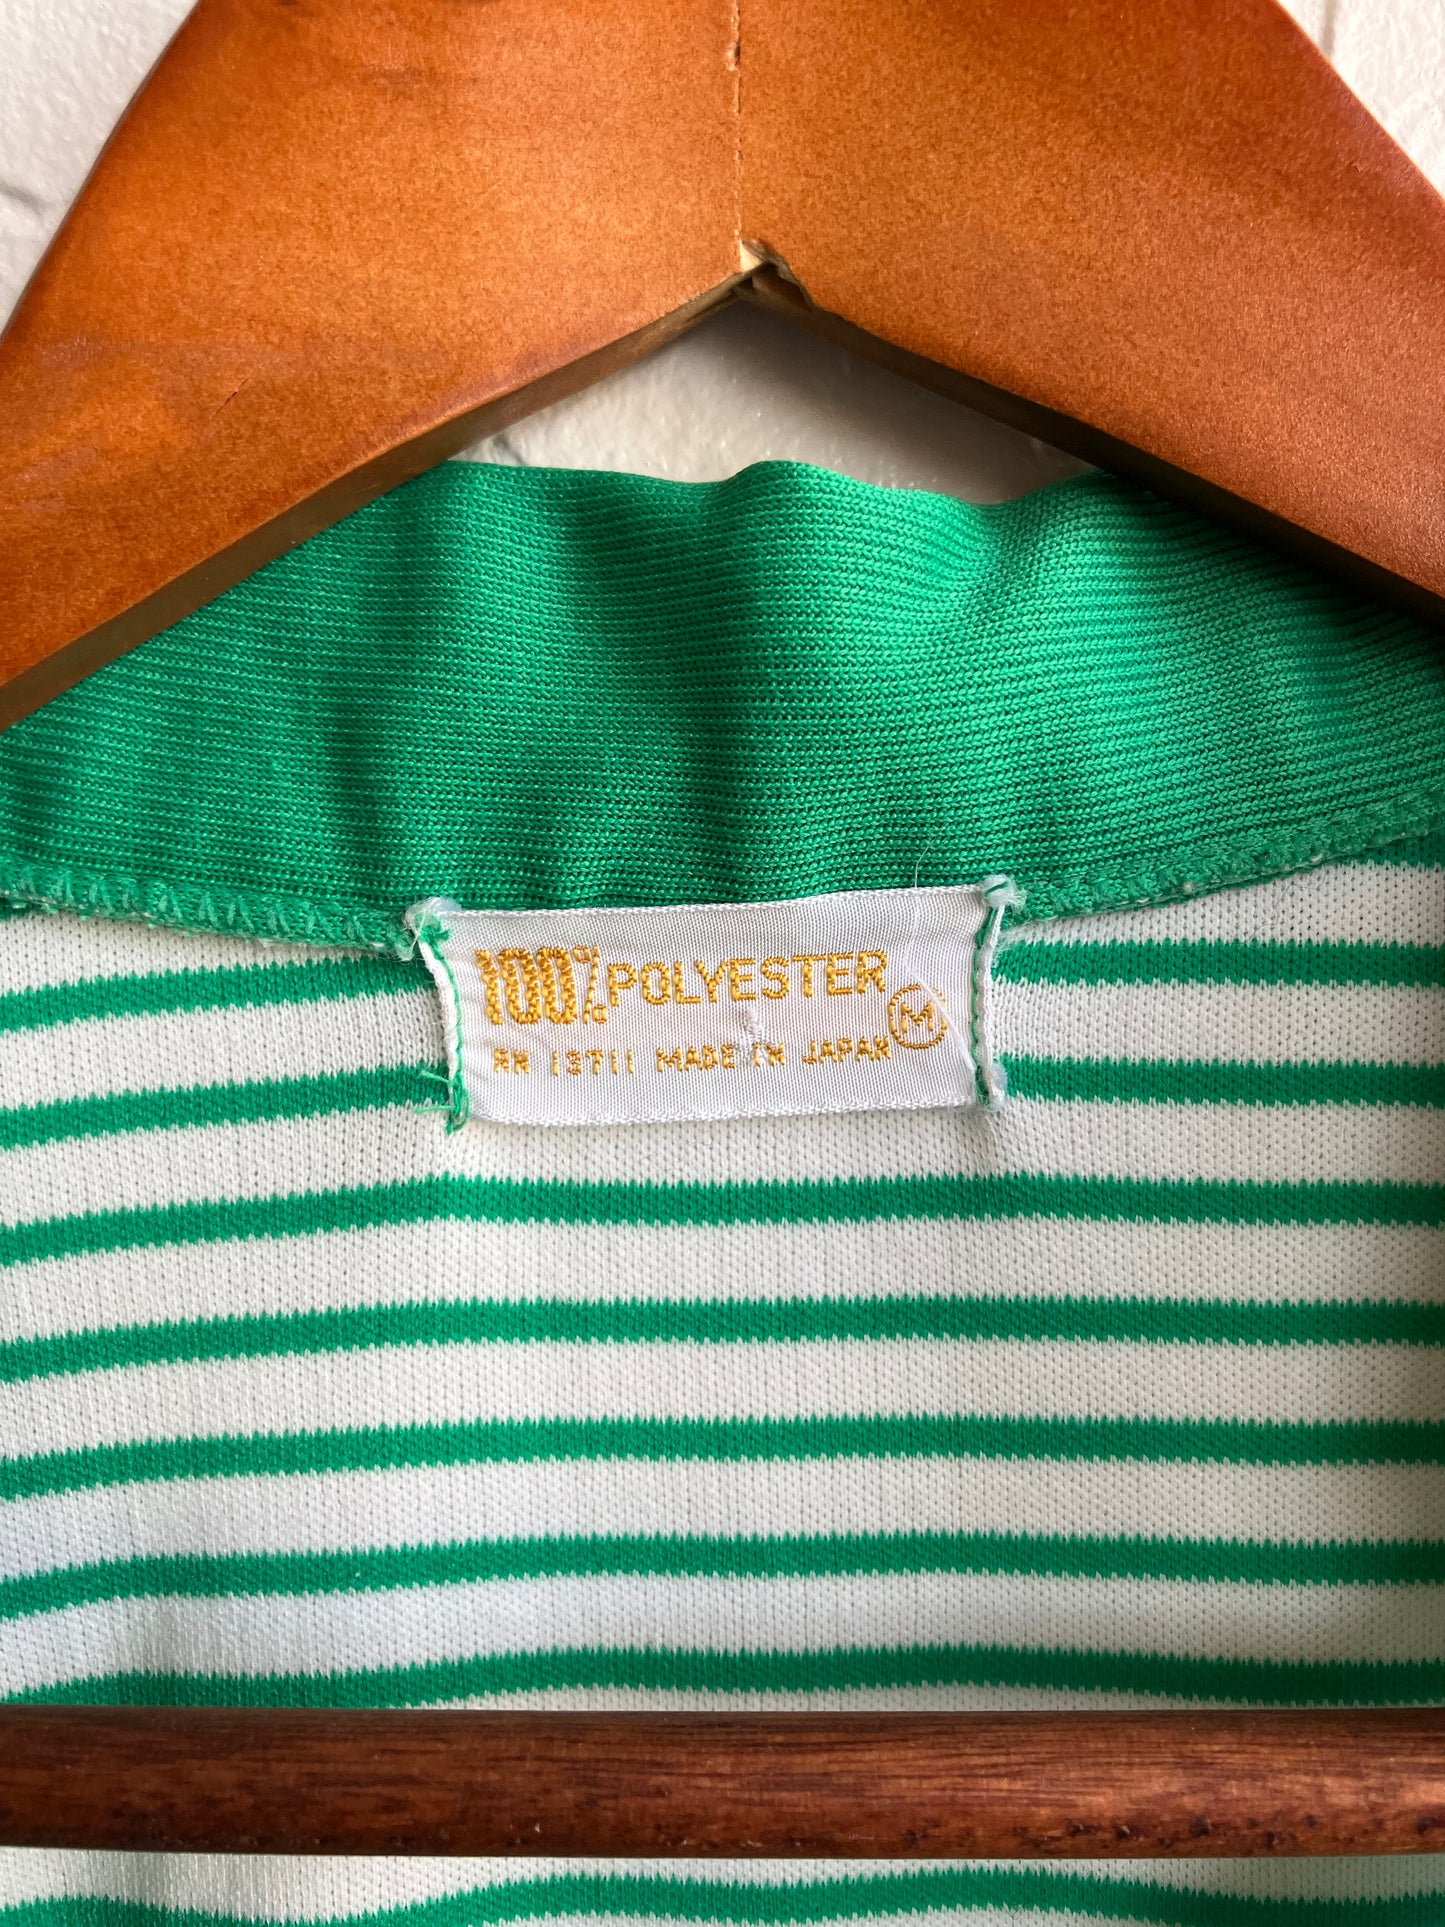 100% POLYESTER
M
RN 13711 MADE IN JAPAN